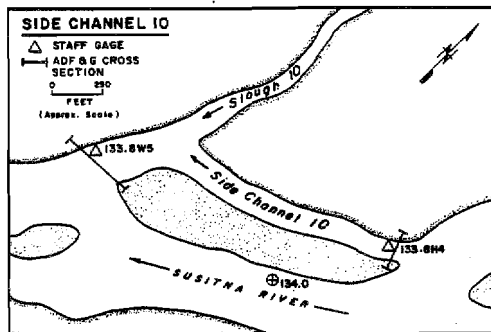 SIDE CHANNEL 10
STAFF GAGE
ADF & G CROSS
SECTION
0 250
FEET
(Approx. Scale)
Slough 10
133.8W5
Side Channel 10
133.8H4
134.0
SUSITNA RIVER